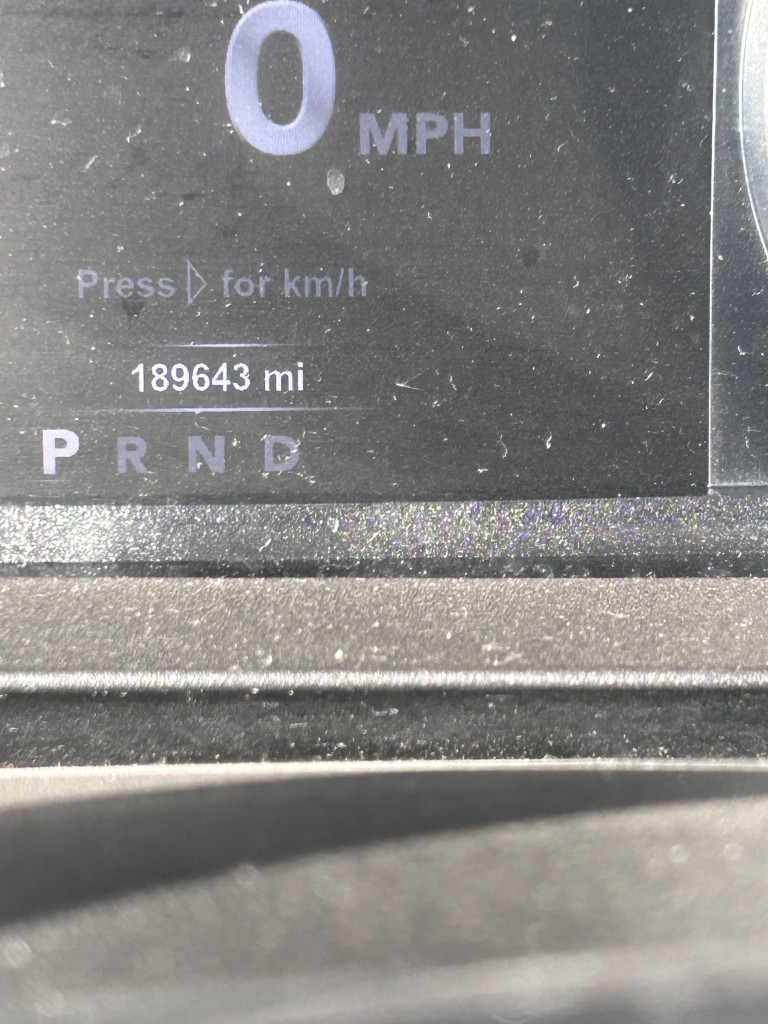 0 MPH
Press ▷ for km/h
189643 mi
P R N D